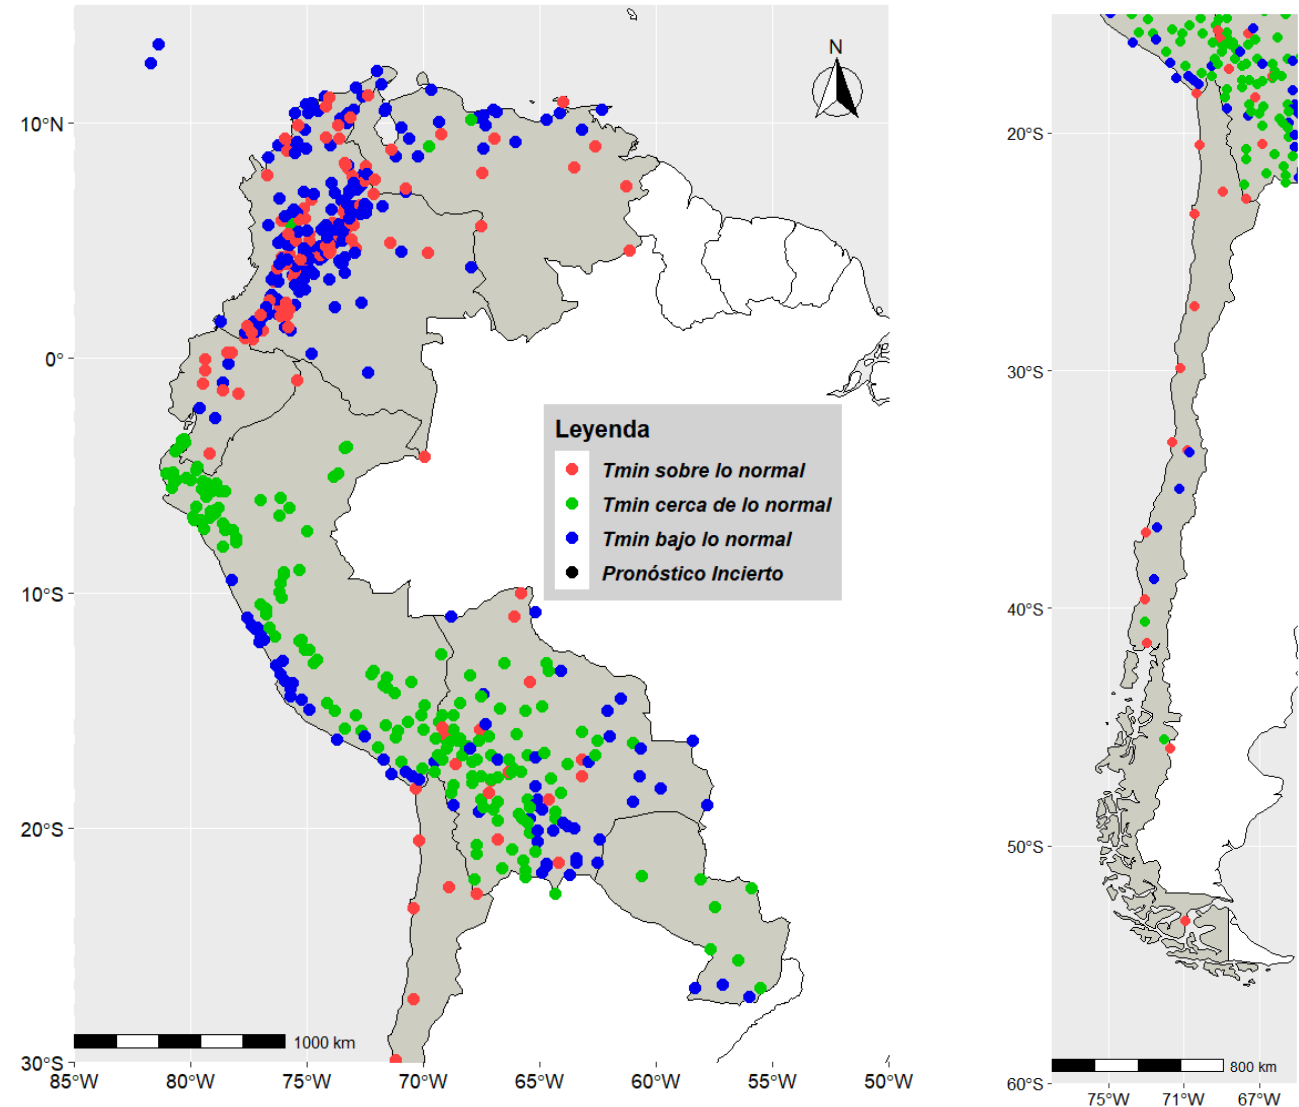 N
10°N
0°
10°S
20°S
30°S
85°W
80°W
75°W
70°W
65°W
60°W
55°W
50°W
1000 km
Leyenda
Tmin sobre lo normal
Tmin cerca de lo normal
Tmin bajo lo normal
Pronóstico Incierto
20°S
30°S
40°S
50°S
60°S
75°W
71°W
67°W
800 km